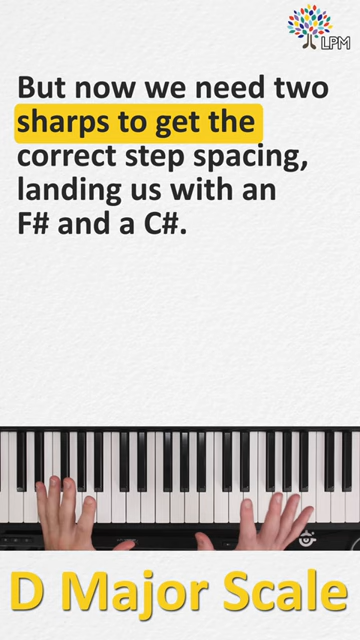 LPM
But now we need two
sharps to get the
correct step spacing,
landing us with an
F# and a C#.
D Major Scale